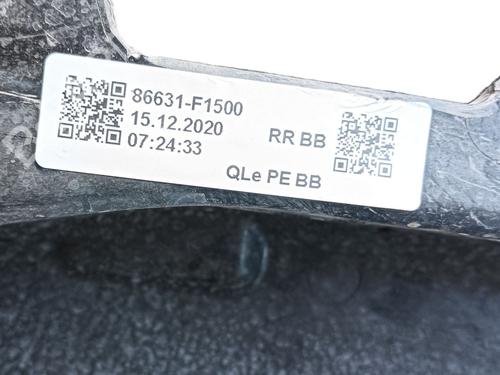 86631-F1500
15.12.2020
07:24:33
RR BB
QLe PE BB